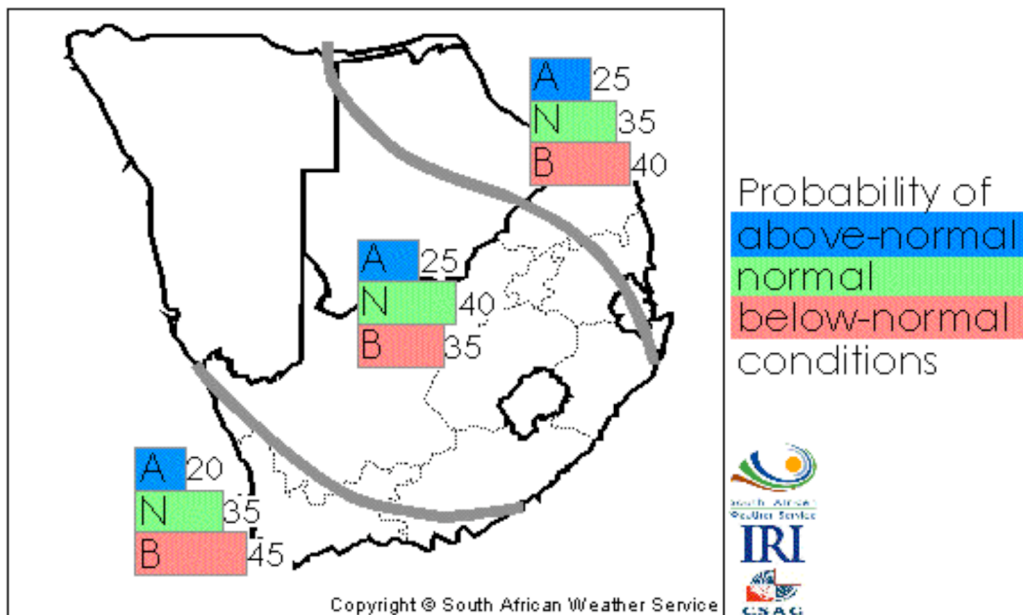 A 25
N 35
B 40
A 25
N 40
B 35
A 20
N 35
B 45
Copyright © South African Weather Service
Probability of
above-normal
normal
below-normal
conditions
South African
Weather Service
IRI
CSAG